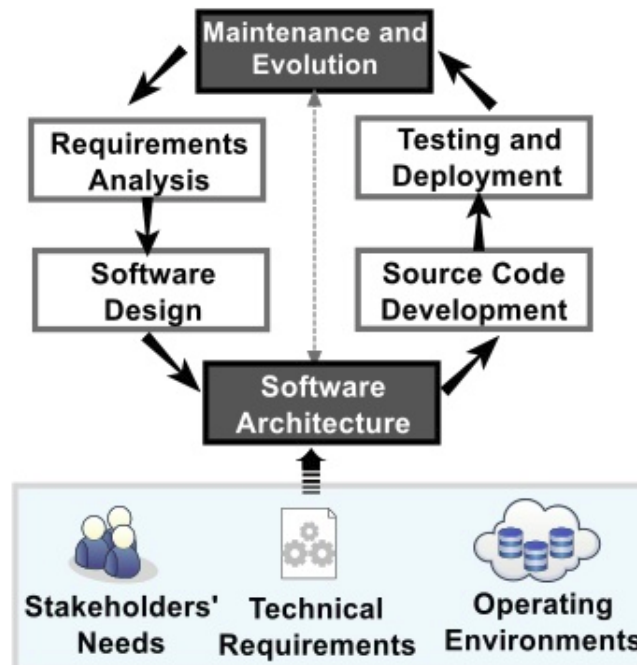 Maintenance and
Evolution
Requirements
Analysis
Testing and
Deployment
Software
Design
Source Code
Development
Software
Architecture
Stakeholders'
Needs
Technical
Requirements
Operating
Environments